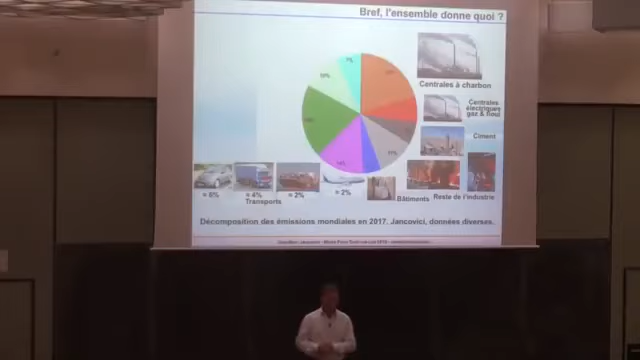 Bref, l'ensemble donne quoi ?
7%
Centrales à charbon
Centrales
électriques
gaz & fioul
Ciment
≈ 4%
≈ 2%
≈ 2%
Transports
Bâtiments
Reste de l'industrie
Décomposition des émissions mondiales en 2017. Jancovici, données diverses.